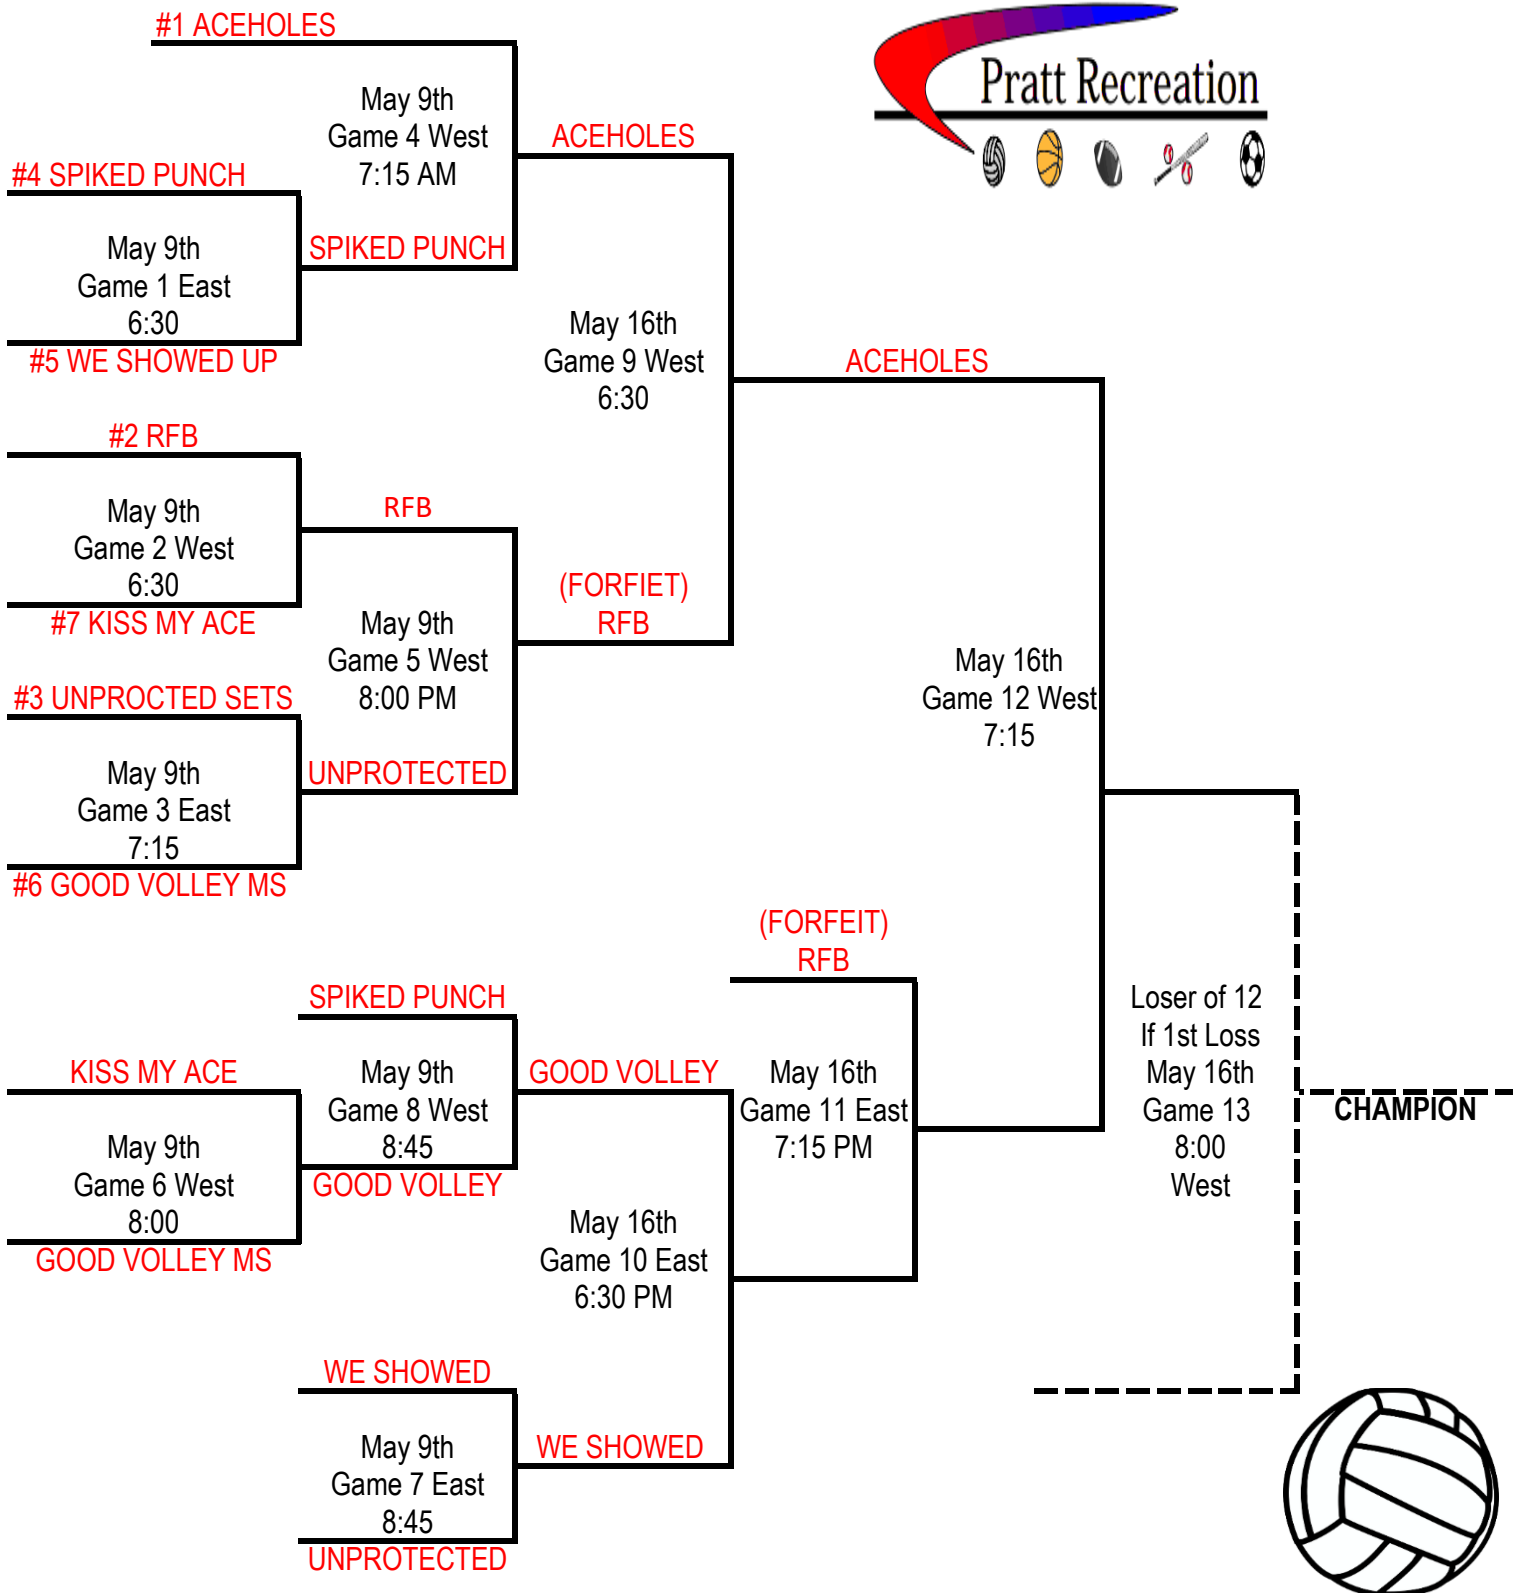 #1 ACEHOLES
Pratt Recreation
May 9th
Game 4 West
7:15 AM
ACEHOLES
#4 SPIKED PUNCH
May 9th
Game 1 East
6:30
SPIKED PUNCH
#5 WE SHOWED UP
May 16th
Game 9 West
6:30
ACEHOLES
#2 RFB
May 9th
Game 2 West
6:30
RFB
#7 KISS MY ACE
(FORFIET)
RFB
May 9th
Game 5 West
8:00 PM
#3 UNPROCTED SETS
May 9th
Game 3 East
7:15
UNPROTECTED
#6 GOOD VOLLEY MS
May 16th
Game 12 West
7:15
(FORFEIT)
RFB
SPIKED PUNCH
KISS MY ACE
May 9th
Game 8 West
8:45
GOOD VOLLEY
May 9th
Game 6 West
8:00
GOOD VOLLEY
GOOD VOLLEY MS
May 16th
Game 11 East
7:15 PM
Loser of 12
If 1st Loss
May 16th
Game 13
8:00
West
CHAMPION
May 16th
Game 10 East
6:30 PM
WE SHOWED
May 9th
Game 7 East
8:45
WE SHOWED
UNPROTECTED